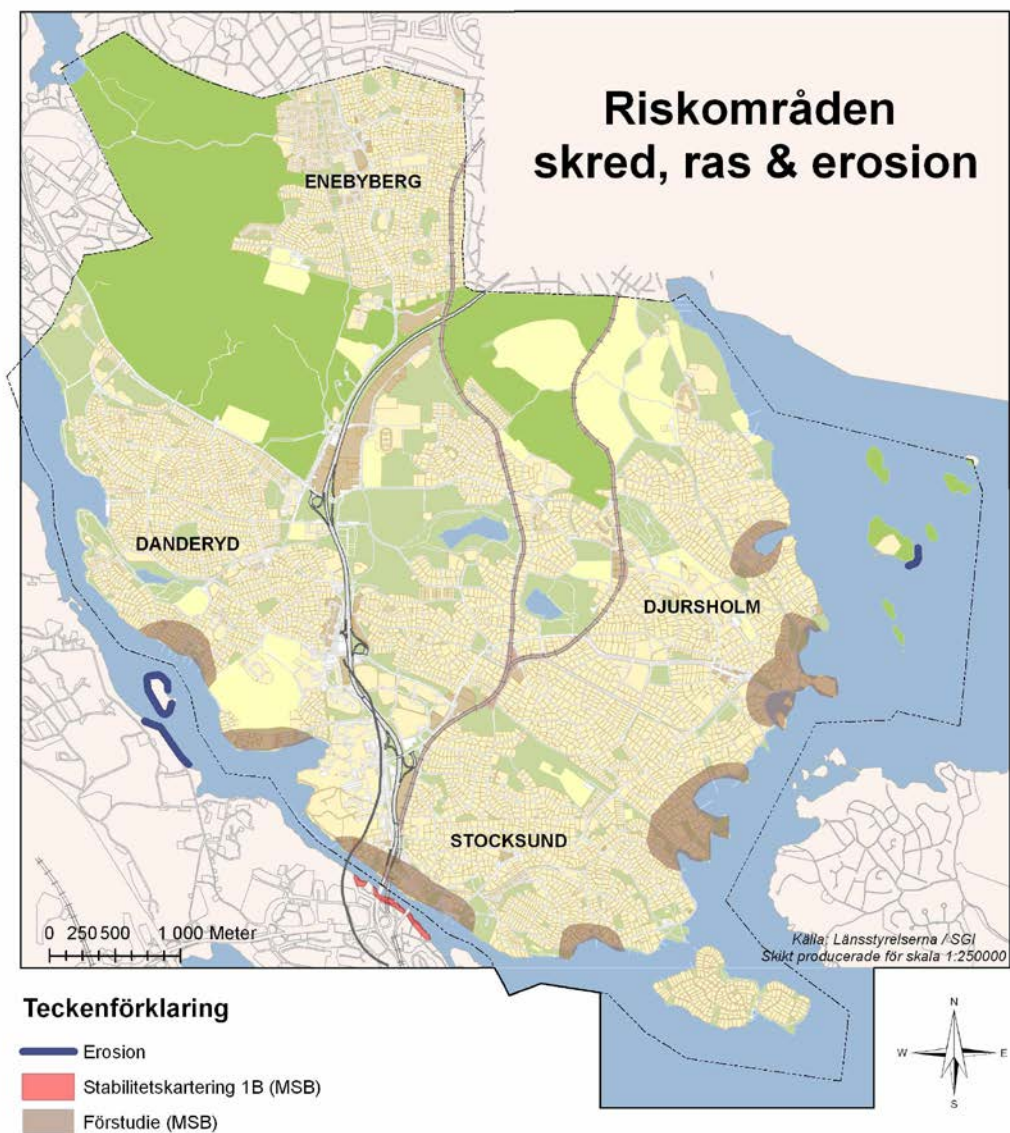 Riskområden
skred, ras & erosion
ENEBYBERG
DANDERYD
DJURSHOLM
STOCKSUND
0 250 500 1 000 Meter
Källa: Länsstyrelserna / SGI
Skikt producerade för skala 1:250000
Teckenförklaring
Erosion
Stabilitetskartering 1B (MSB)
Förstudie (MSB)
N
W E
S